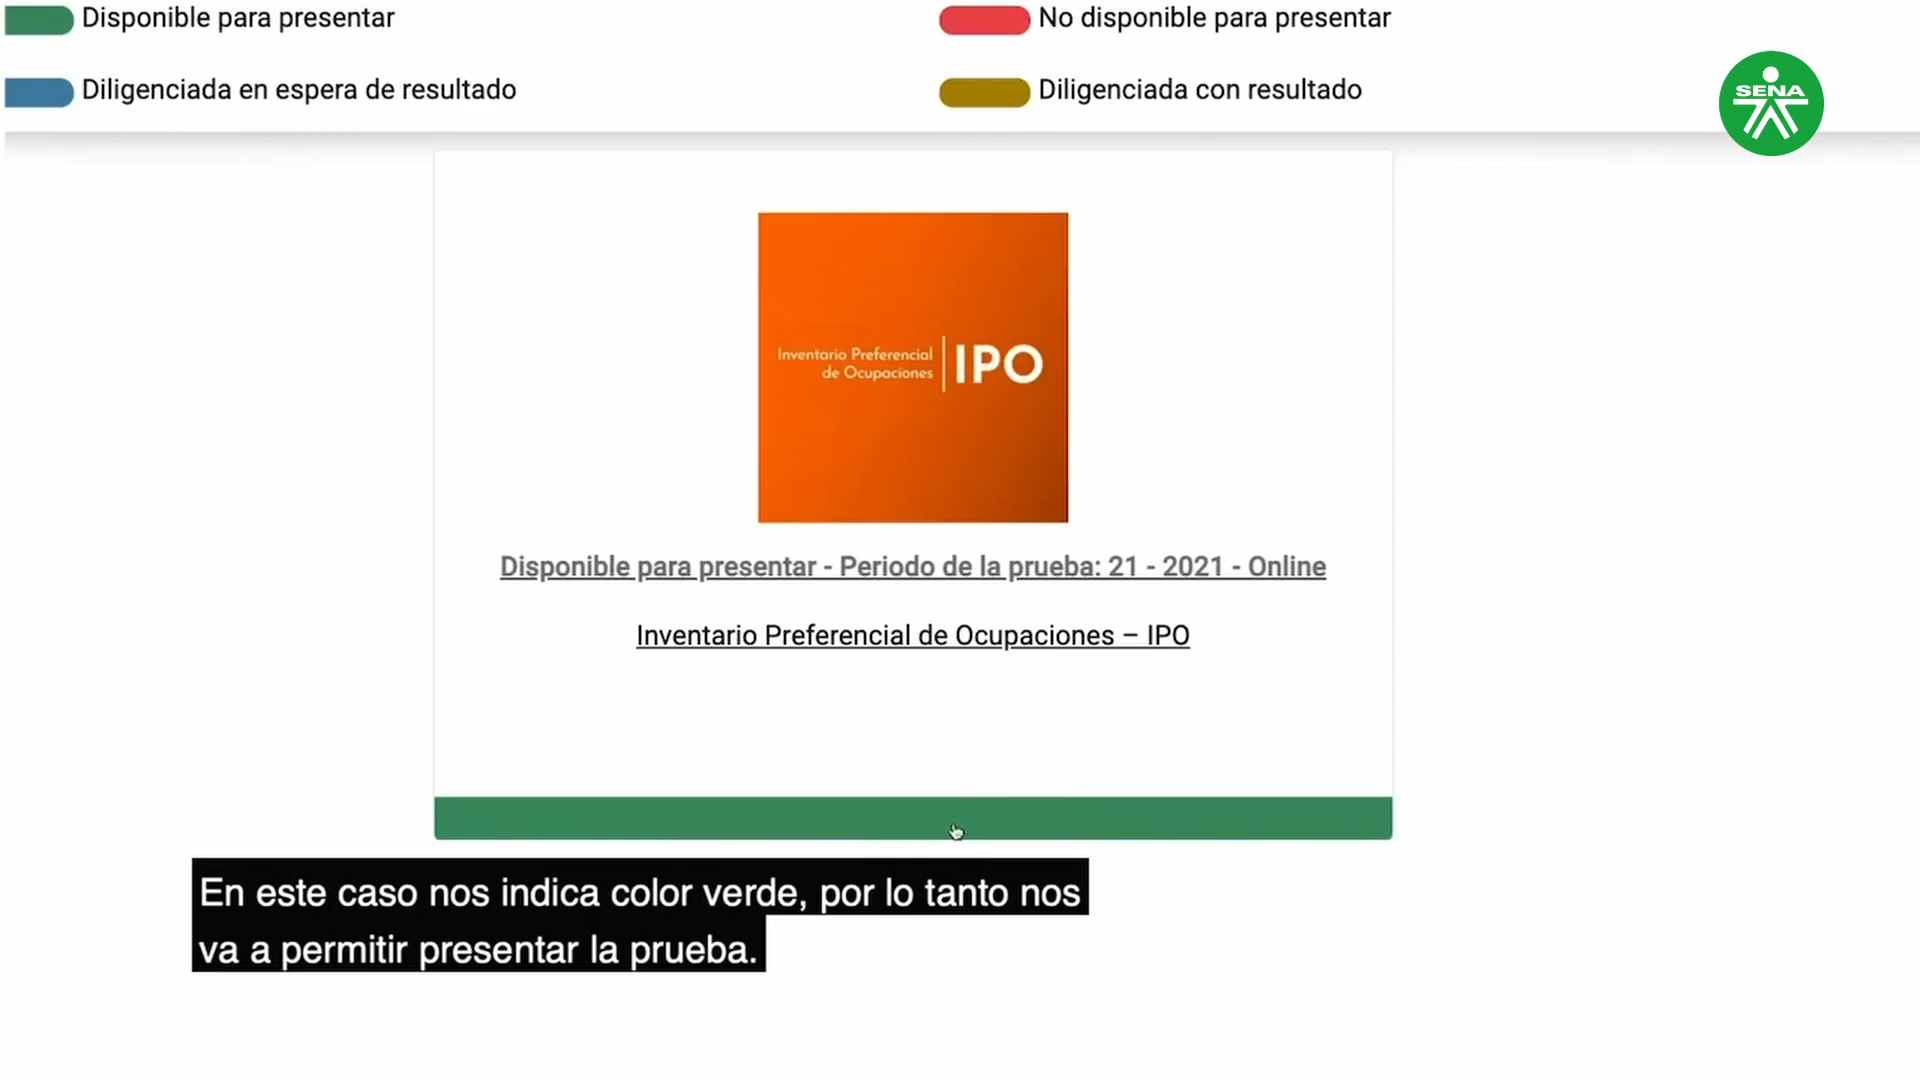 Disponible para presentar
No disponible para presentar
Diligenciada en espera de resultado
Diligenciada con resultado
SENA
Inventario Preferencial
de Ocupaciones
IPO
Disponible para presentar - Periodo de la prueba: 21 - 2021 - Online
Inventario Preferencial de Ocupaciones – IPO
En este caso nos indica color verde, por lo tanto nos
va a permitir presentar la prueba.